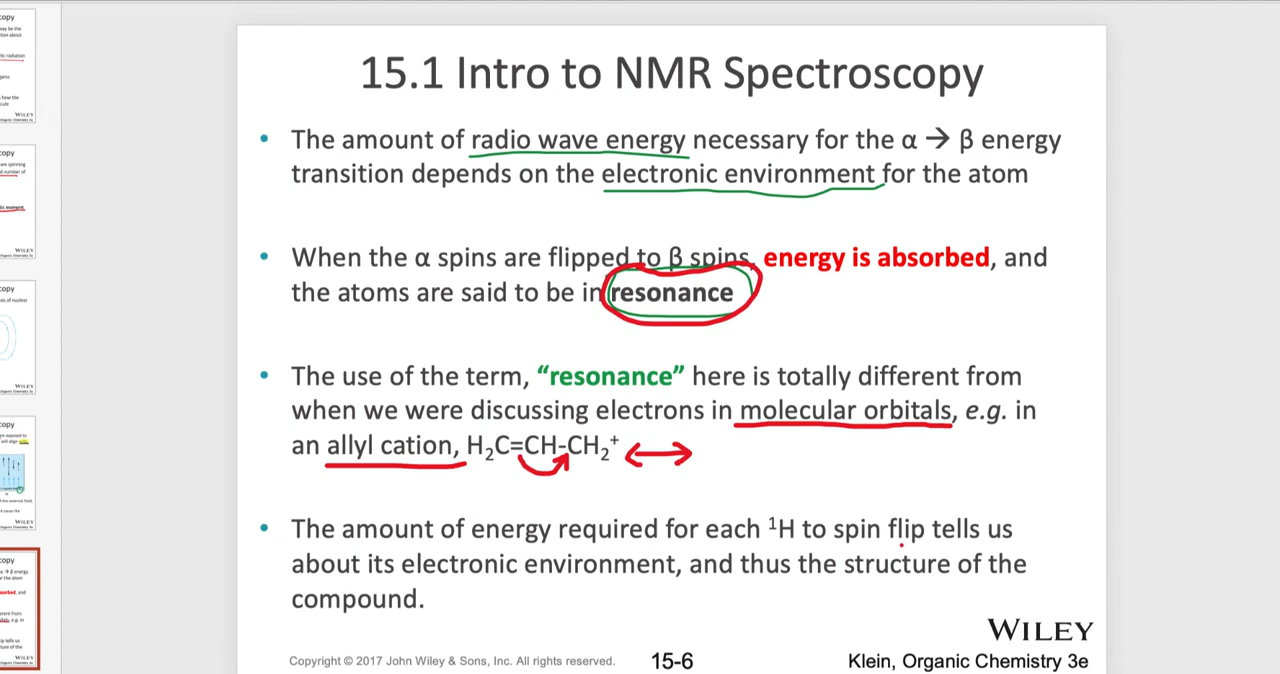 15.1 Intro to NMR Spectroscopy
• The amount of radio wave energy necessary for the α → β energy
transition depends on the electronic environment for the atom
• When the α spins are flipped to β spins, energy is absorbed, and
the atoms are said to be in resonance
• The use of the term, “resonance” here is totally different from
when we were discussing electrons in molecular orbitals, e.g. in
an allyl cation, H₂C=CH-CH₂⁺
• The amount of energy required for each ¹H to spin flip tells us
about its electronic environment, and thus the structure of the
compound.
WILEY
Copyright © 2017 John Wiley & Sons, Inc. All rights reserved.
15-6
Klein, Organic Chemistry 3e